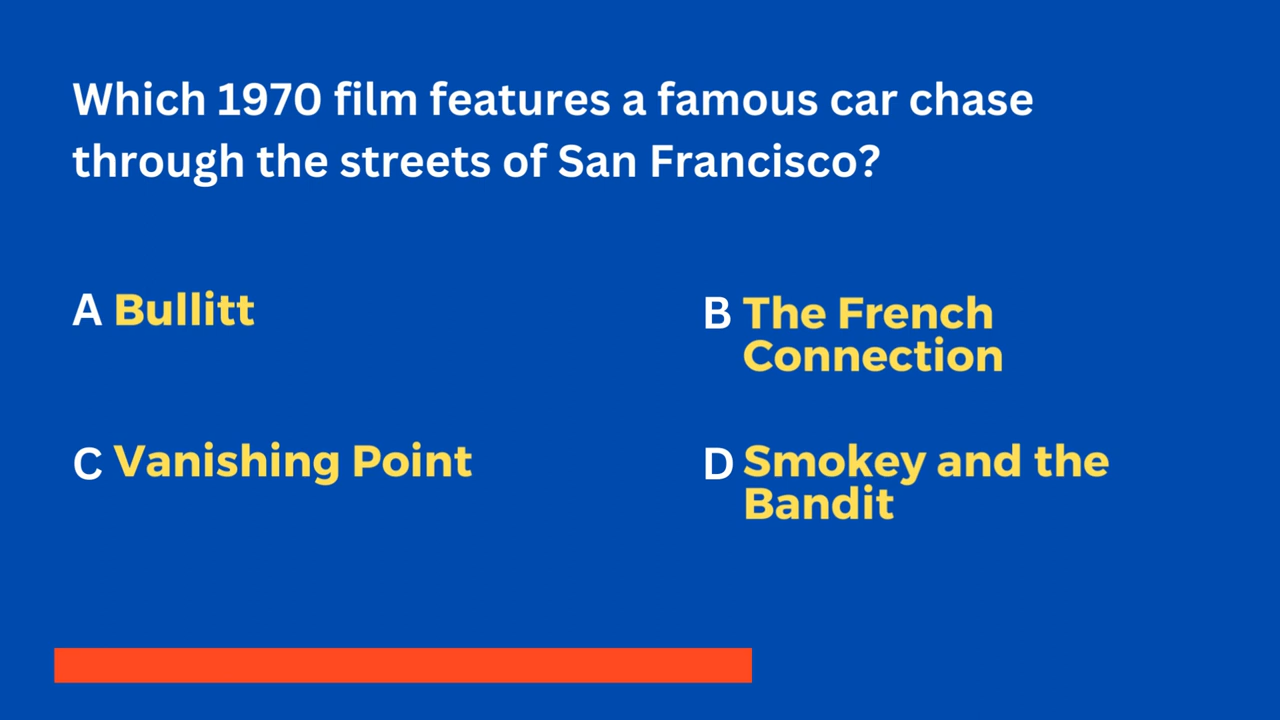 Which 1970 film features a famous car chase
through the streets of San Francisco?
A Bullitt
B The French
Connection
C Vanishing Point
D Smokey and the
Bandit